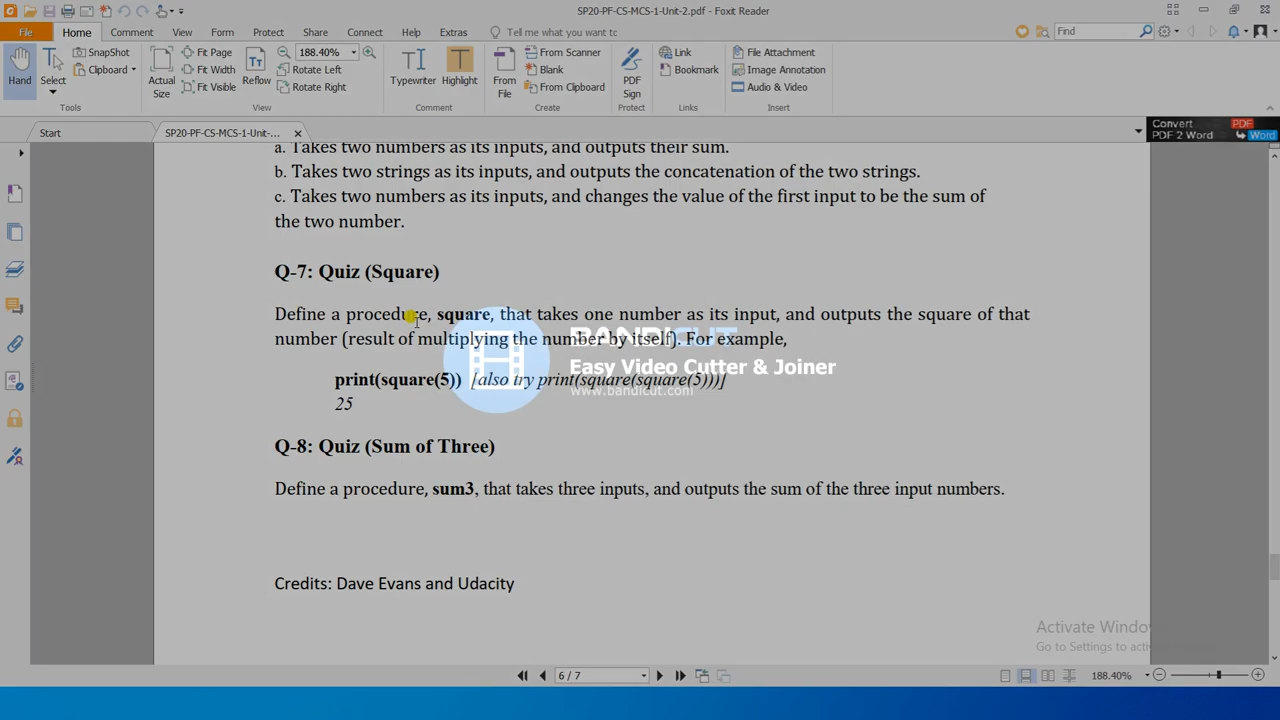 SP20-PF-CS-MCS-1-Unit-2.pdf - Foxit Reader
File Home Comment View Form Protect Share Connect Help Extras Tell me what you want tc Find
Hand
Select
SnapShot
Clipboard
Tools
Actual Size
Fit Page
Fit Width
Fit Visible
Reflow
188.40%
Rotate Left
Rotate Right
View
Typewriter
Highlight
Comment
From File
From Scanner
Blank
From Clipboard
Create
PDF Sign
Protect
Link
Bookmark
Links
File Attachment
Image Annotation
Audio & Video
Insert
Start SP20-PF-CS-MCS-1-Unit-...
Convert PDF
PDF 2 Word Word
a. Takes two numbers as its inputs, and outputs their sum.
b. Takes two strings as its inputs, and outputs the concatenation of the two strings.
c. Takes two numbers as its inputs, and changes the value of the first input to be the sum of
the two number.
Q-7: Quiz (Square)
Define a procedure, square, that takes one number as its input, and outputs the square of that
number (result of multiplying the number by itself). For example,
BANDICUT
Easy Video Cutter & Joiner
www.bandicut.com
print(square(5)) [also try print(square(square(5)))]
25
Q-8: Quiz (Sum of Three)
Define a procedure, sum3, that takes three inputs, and outputs the sum of the three input numbers.
Credits: Dave Evans and Udacity
Activate Windo
Go to Settings to activ
6 / 7 188.40%